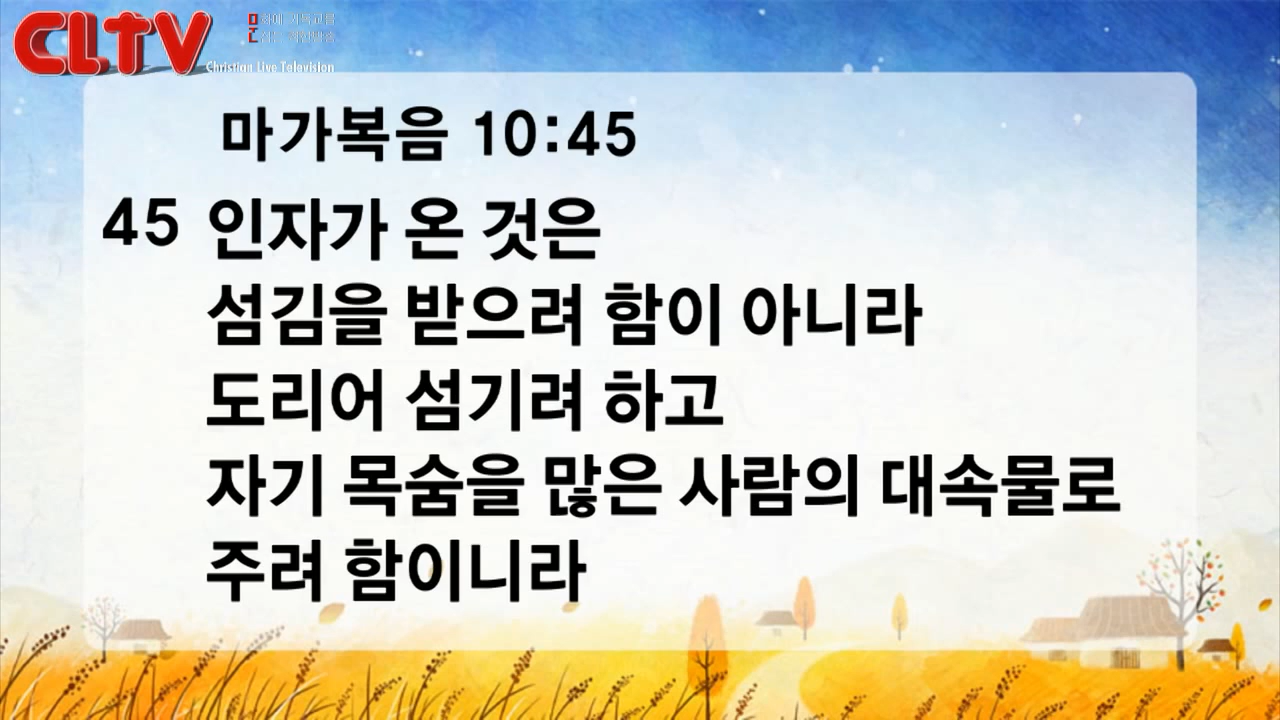 CLTV
Christian Live Television
마가복음 10:45
45 인자가 온 것은
섬김을 받으려 함이 아니라
도리어 섬기려 하고
자기 목숨을 많은 사람의 대속물로
주려 함이니라